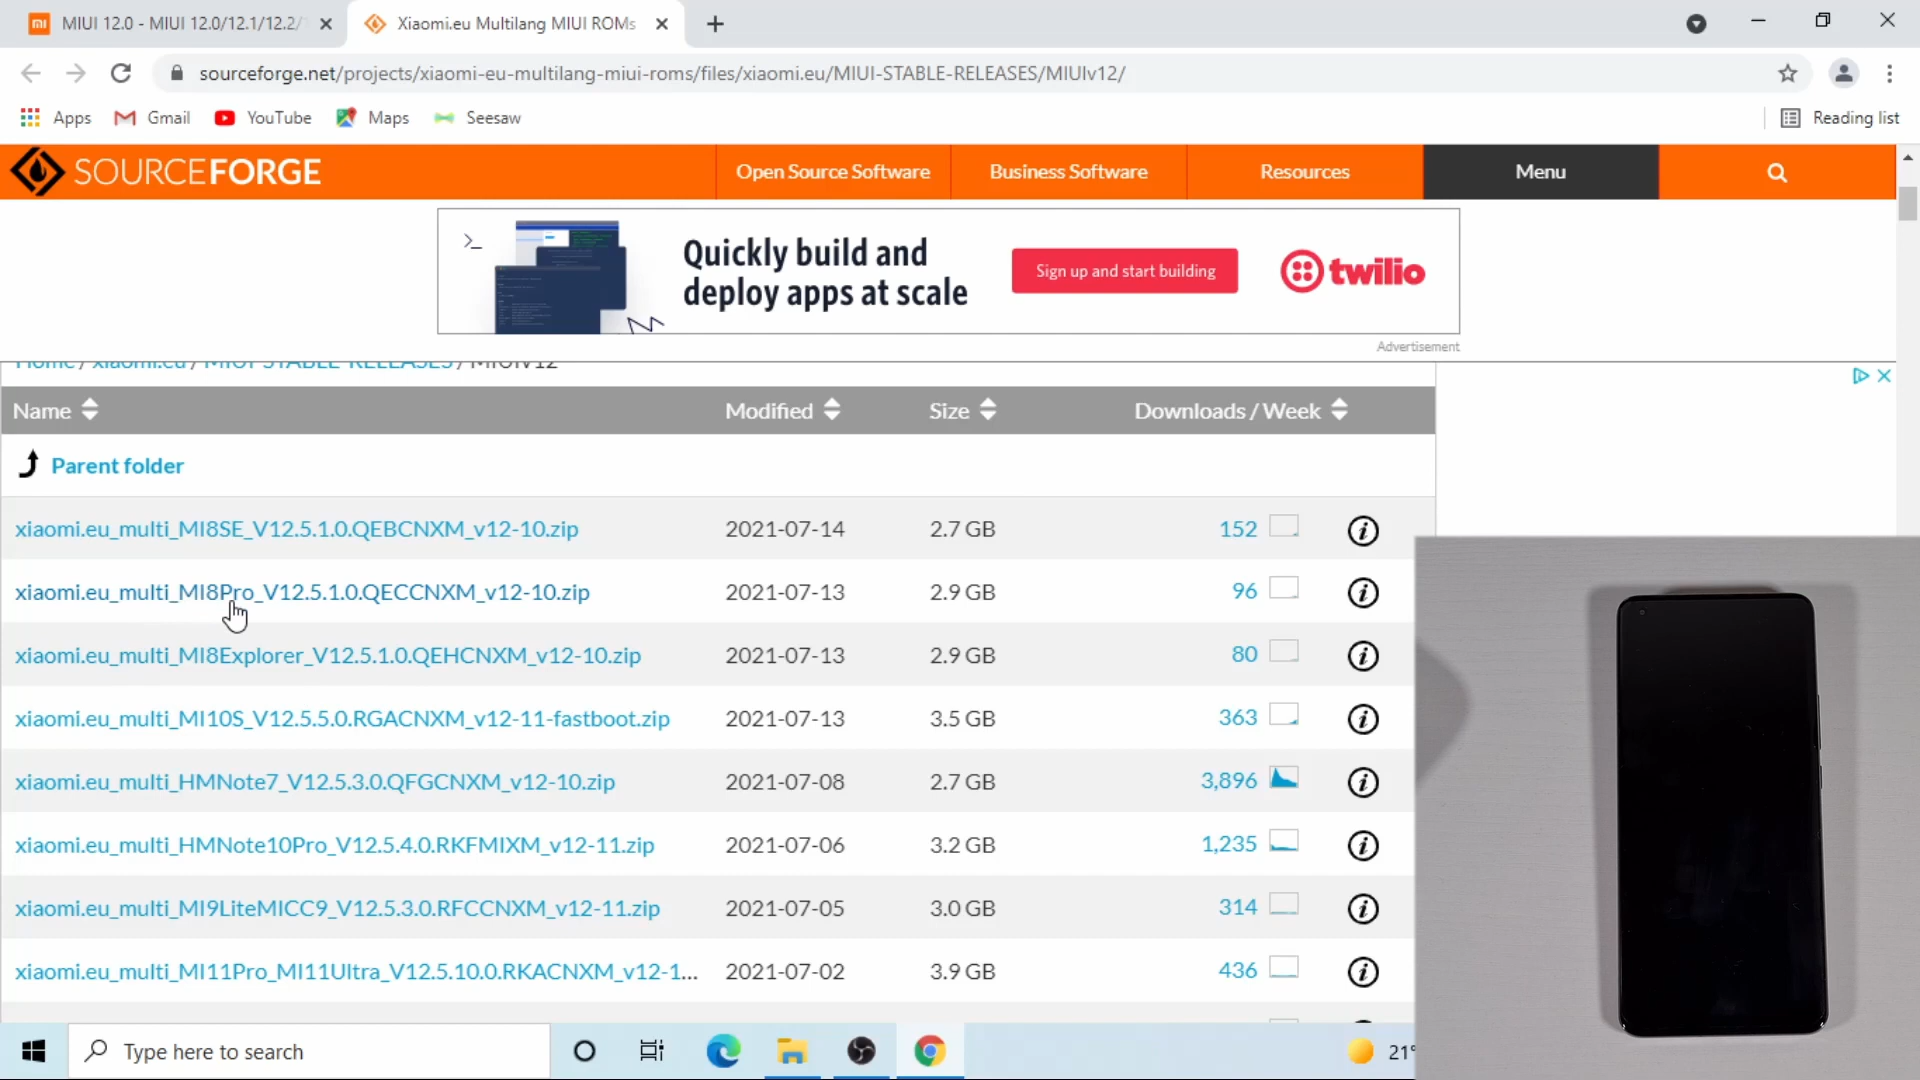 MIUI 12.0 - MIUI 12.0/12.1/12.2/
Xiaomi.eu Multilang MIUI ROMs
sourceforge.net/projects/xiaomi-eu-multilang-miui-roms/files/xiaomi.eu/MIUI-STABLE-RELEASES/MIUIv12/
Apps Gmail YouTube Maps Seesaw Reading list
SOURCEFORGE Open Source Software Business Software Resources Menu
Quickly build and
deploy apps at scale
Sign up and start building
twilio
Advertisement
Home / xiaomi.eu / MIUI-STABLE-RELEASES / MIUIv12
Name Modified Size Downloads / Week
Parent folder
xiaomi.eu_multi_MI8SE_V12.5.1.0.QEBCNXM_v12-10.zip 2021-07-14 2.7 GB 152
xiaomi.eu_multi_MI8Pro_V12.5.1.0.QECCNXM_v12-10.zip 2021-07-13 2.9 GB 96
xiaomi.eu_multi_MI8Explorer_V12.5.1.0.QEHCNXM_v12-10.zip 2021-07-13 2.9 GB 80
xiaomi.eu_multi_MI10S_V12.5.5.0.RGACNXM_v12-11-fastboot.zip 2021-07-13 3.5 GB 363
xiaomi.eu_multi_HMNote7_V12.5.3.0.QFGCNXM_v12-10.zip 2021-07-08 2.7 GB 3,896
xiaomi.eu_multi_HMNote10Pro_V12.5.4.0.RKFMIXM_v12-11.zip 2021-07-06 3.2 GB 1,235
xiaomi.eu_multi_MI9LiteMICC9_V12.5.3.0.RFCCNXM_v12-11.zip 2021-07-05 3.0 GB 314
xiaomi.eu_multi_MI11Pro_MI11Ultra_V12.5.10.0.RKACNXM_v12-1... 2021-07-02 3.9 GB 436
Type here to search
21°